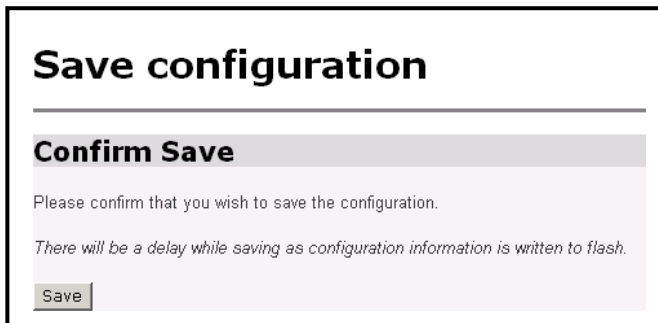 Save configuration
Confirm Save
Please confirm that you wish to save the configuration.
There will be a delay while saving as configuration information is written to flash.
Save